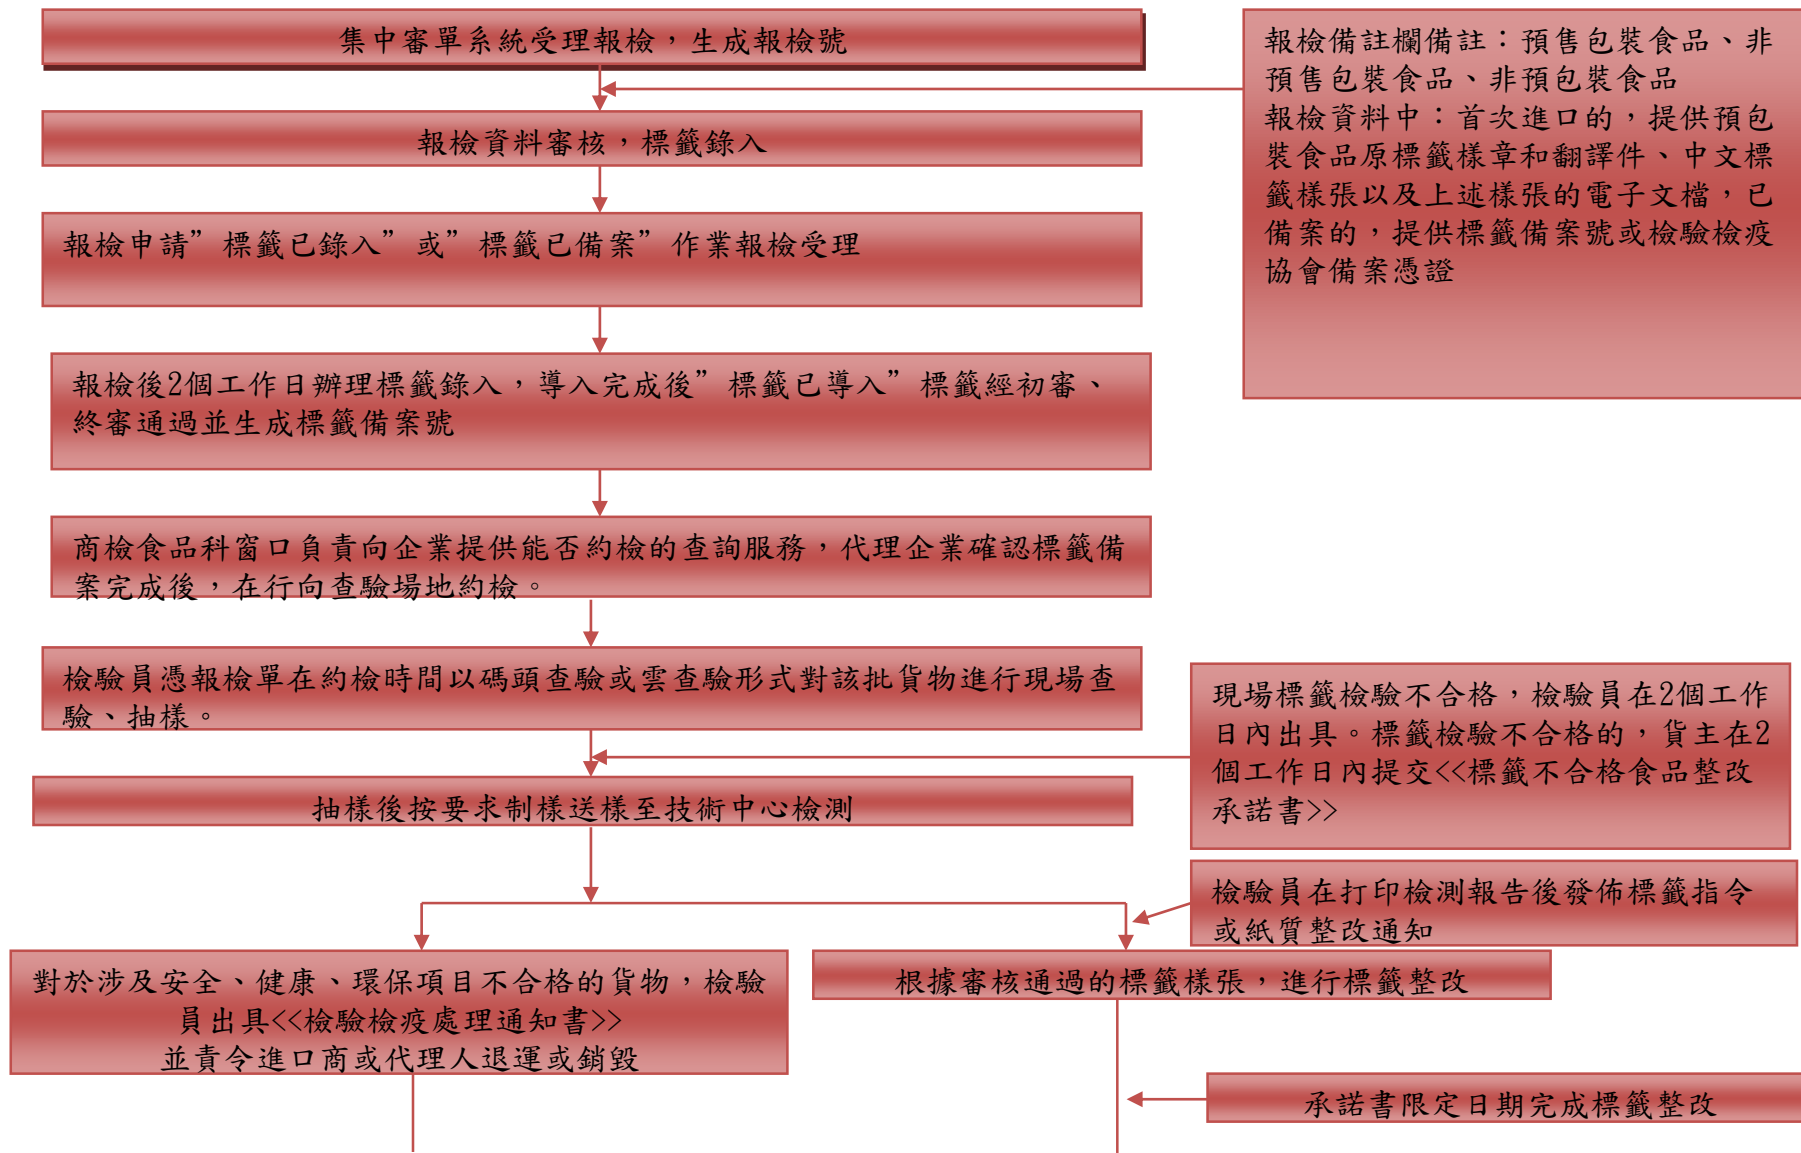 集中審單系統受理報檢，生成報檢號
報檢備註欄備註：預售包裝食品、非
預售包裝食品、非預包裝食品
報檢資料中：首次進口的，提供預包
裝食品原標籤樣章和翻譯件、中文標
籤樣張以及上述樣張的電子文檔，已
備案的，提供標籤備案號或檢驗檢疫
協會備案憑證
報檢資料審核，標籤錄入
報檢申請”標籤已錄入”或”標籤已備案”作業報檢受理
報檢後2個工作日辦理標籤錄入，導入完成後”標籤已導入”標籤經初審、
終審通過並生成標籤備案號
商檢食品科窗口負責向企業提供能否約檢的查詢服務，代理企業確認標籤備
案完成後，在行向查驗場地約檢。
檢驗員憑報檢單在約檢時間以碼頭查驗或雲查驗形式對該批貨物進行現場查
驗、抽樣。
現場標籤檢驗不合格，檢驗員在2個工作
日內出具。標籤檢驗不合格的，貨主在2
個工作日內提交<<標籤不合格食品整改
承諾書>>
抽樣後按要求制樣送樣至技術中心檢測
檢驗員在打印檢測報告後發佈標籤指令
或紙質整改通知
對於涉及安全、健康、環保項目不合格的貨物，檢驗
員出具<<檢驗檢疫處理通知書>>
並責令進口商或代理人退運或銷毀
根據審核通過的標籤樣張，進行標籤整改
承諾書限定日期完成標籤整改